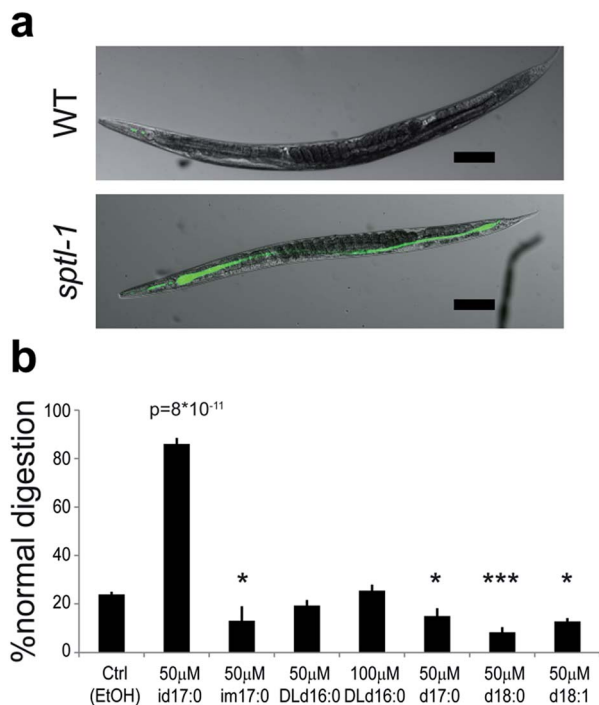 a
WT
sptl-1
b
p=8*10-11
%normal digestion
100
80
60
40
20
0
* * *** *
Ctrl (EtOH)
50µM id17:0
50µM im17:0
50µM DLd16:0
100µM DLd16:0
50µM d17:0
50µM d18:0
50µM d18:1